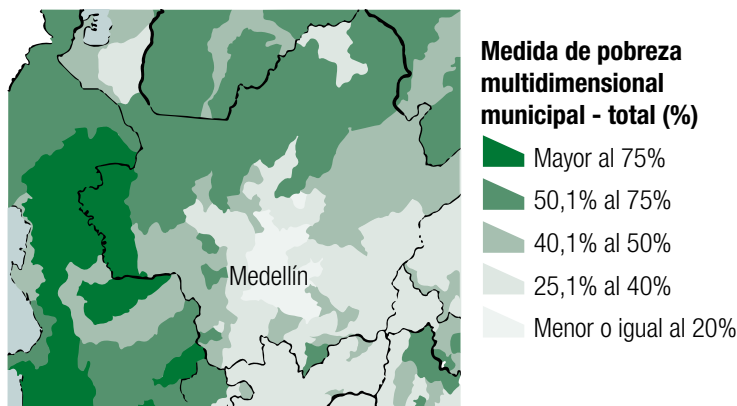 Medida de pobreza
multidimensional
municipal - total (%)
Mayor al 75%
50,1% al 75%
40,1% al 50%
25,1% al 40%
Menor o igual al 20%
Medellín